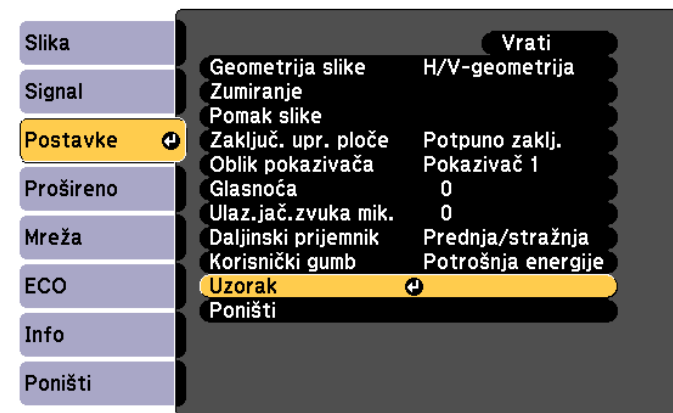 Slika
Signal
Postavke
Prošireno
Mreža
ECO
Info
Poništi
Vrati
Geometrija slike H/V-geometrija
Zumiranje
Pomak slike
Zaključ. upr. ploče Potpuno zaklj.
Oblik pokazivača Pokazivač 1
Glasnoća 0
Ulaz.jač.zvuka mik. 0
Daljinski prijemnik Prednja/stražnja
Korisnički gumb Potrošnja energije
Uzorak
Poništi